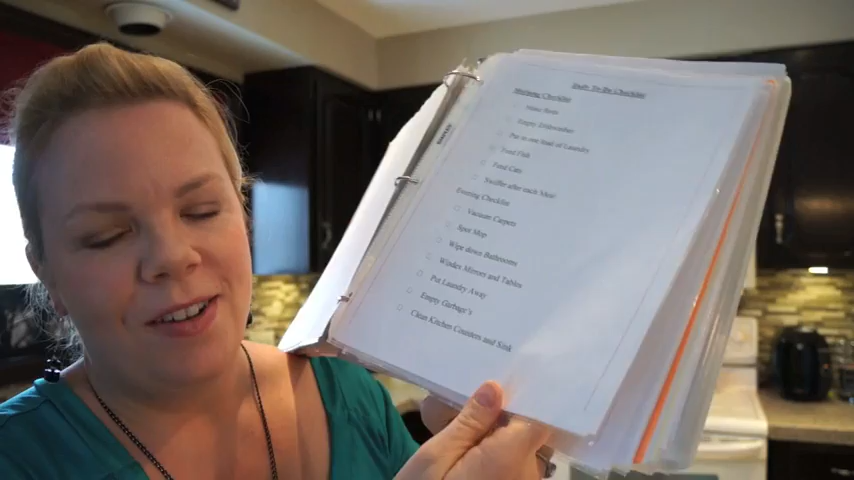 Daily To Do Checklist
Morning Checklist
Make Beds
Empty Dishwasher
Put in one load of Laundry
Feed Fish
Feed Cats
Swiffer after each Meal
Evening Checklist
Vacuum Carpets
Spot Mop
Wipe down Bathrooms
Windex Mirrors and Tables
Put Laundry Away
Empty Garbage's
Clean Kitchen Counters and Sink